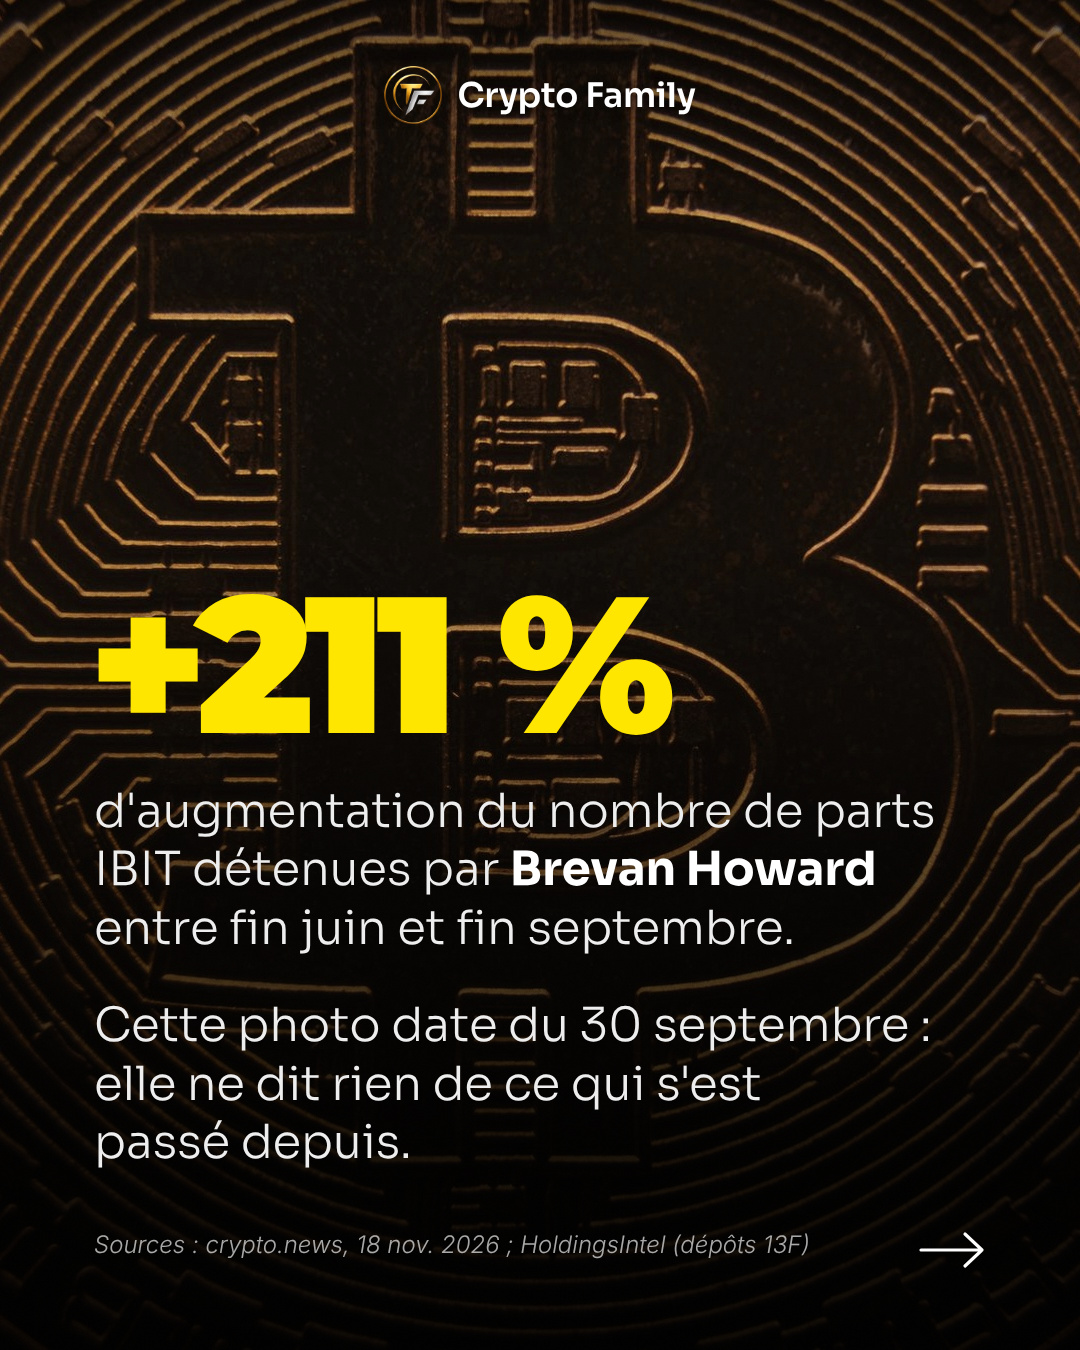 TF Crypto Family
+211 %
d'augmentation du nombre de parts
IBIT détenues par Brevan Howard
entre fin juin et fin septembre.
Cette photo date du 30 septembre :
elle ne dit rien de ce qui s'est
passé depuis.
Sources : crypto.news, 18 nov. 2026 ; HoldingsIntel (dépôts 13F)